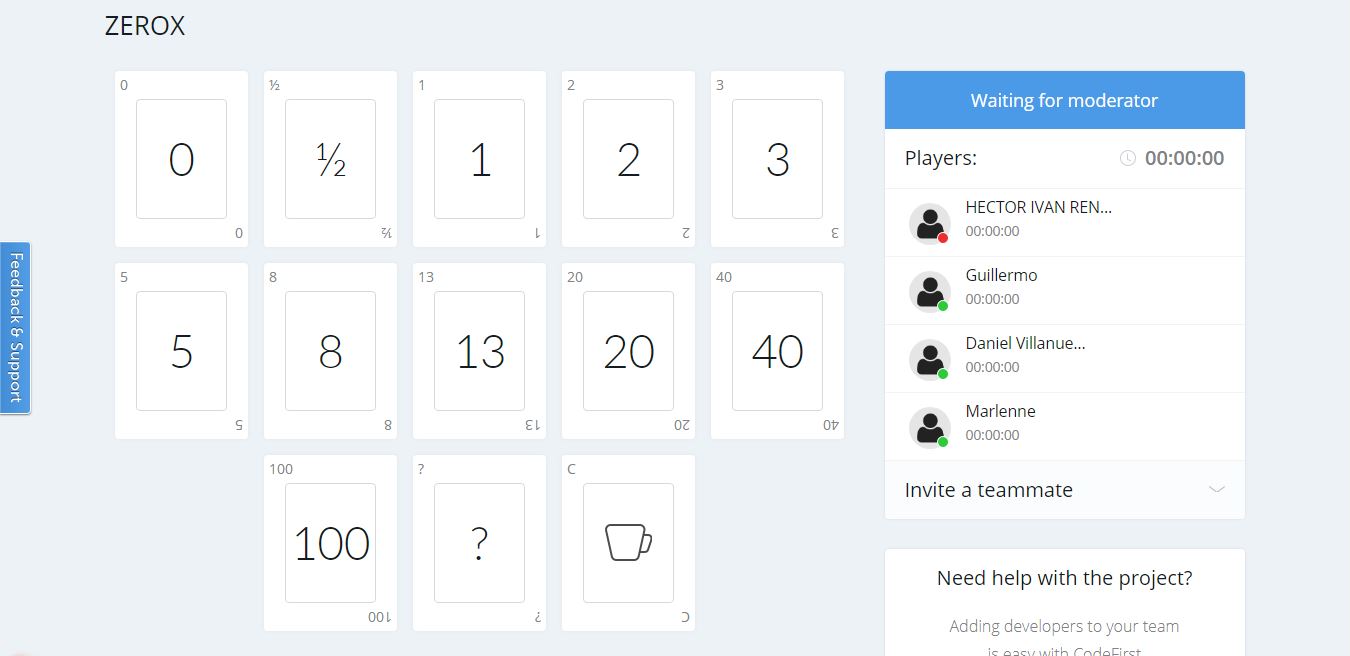 ZEROX
0
0
0
½
½
½
1
1
1
2
2
2
3
3
3
5
5
5
8
8
8
13
13
13
20
20
20
40
40
40
100
100
100
?
?
?
C
C
Waiting for moderator
Players:
00:00:00
HECTOR IVAN REN...
00:00:00
Guillermo
00:00:00
Daniel Villanue...
00:00:00
Marlenne
00:00:00
Invite a teammate
Need help with the project?
Adding developers to your team
is easy with CodeFirst
Feedback & Support